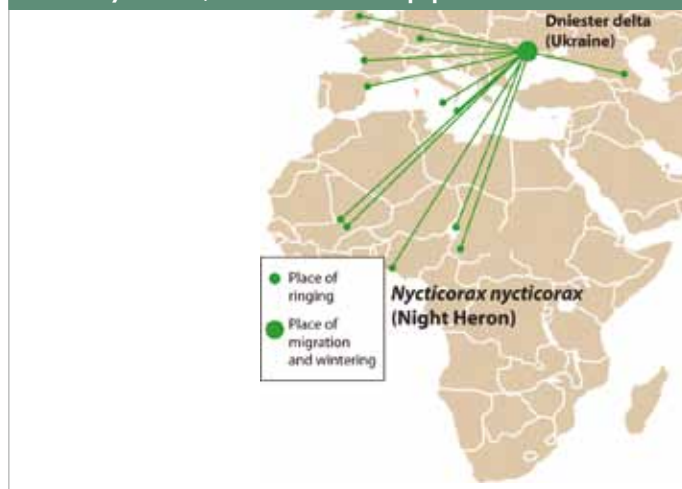 Dniester delta
(Ukraine)
Place of
ringing
Place of
migration
and wintering
Nycticorax nycticorax
(Night Heron)